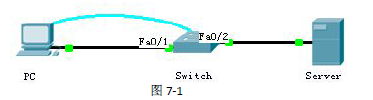 Fa0/1
Fa0/2
PC
Switch
Server
图 7-1